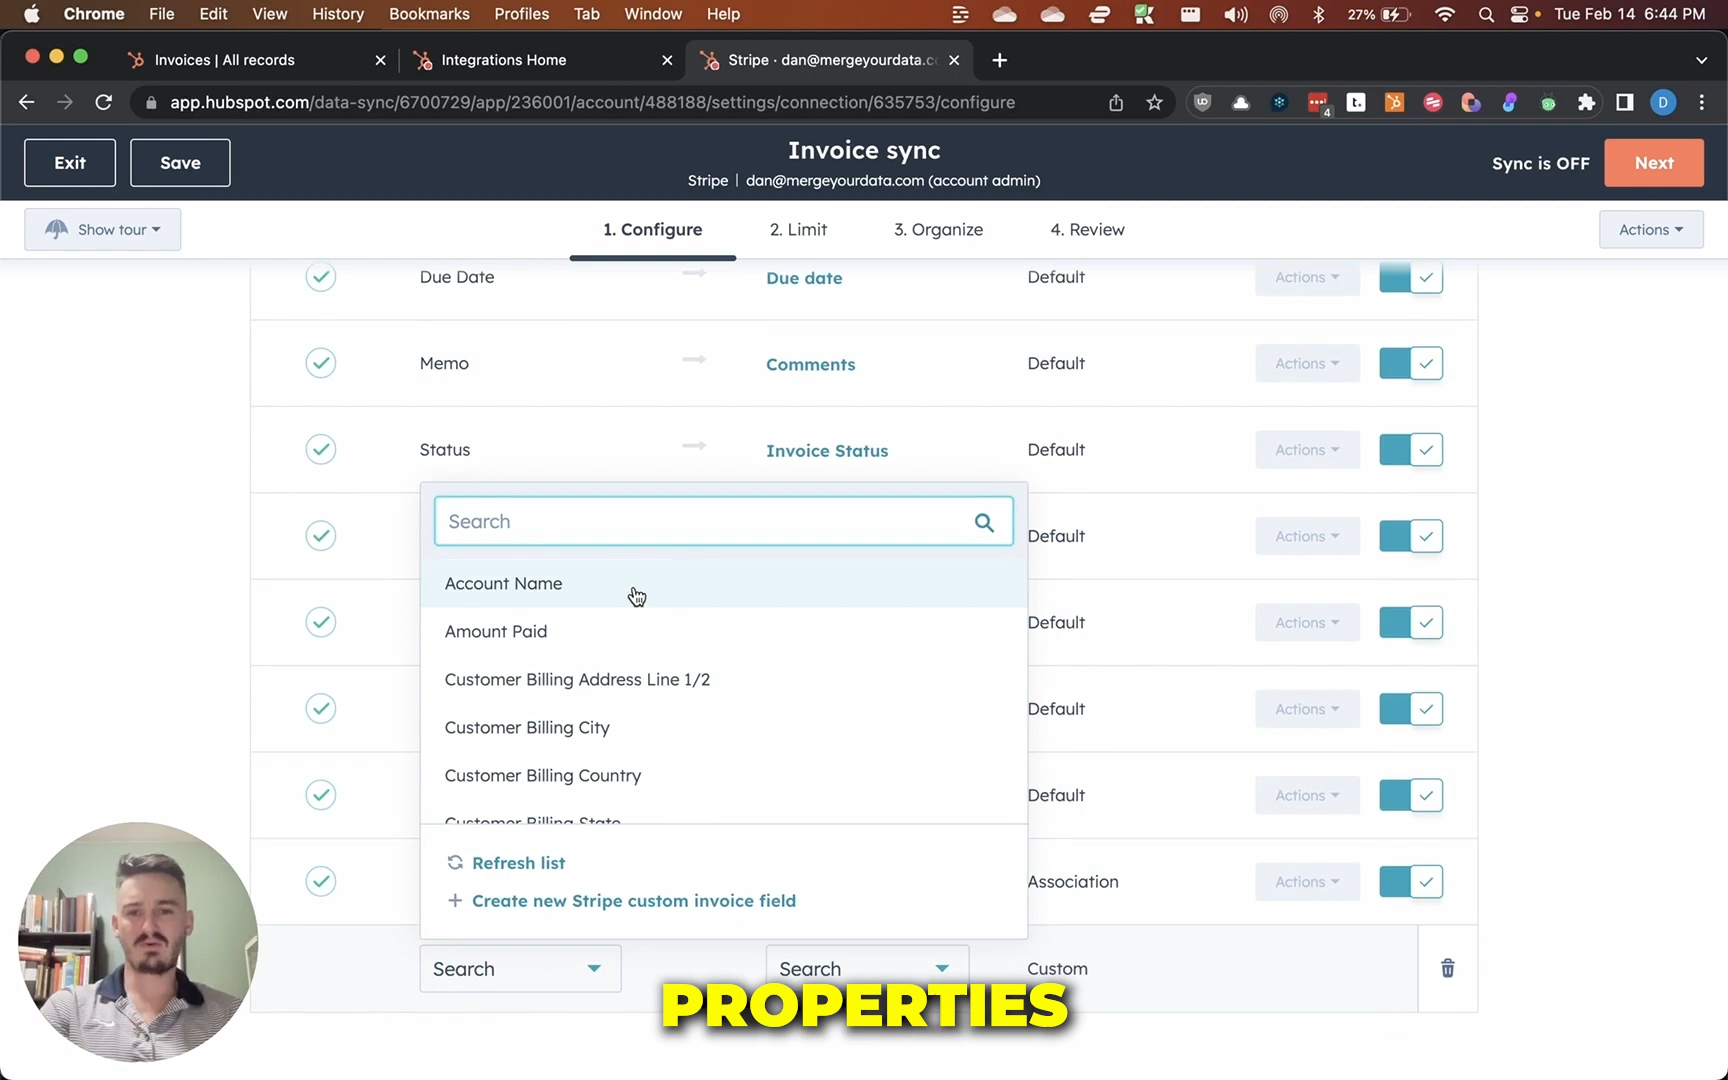 Chrome File Edit View History Bookmarks Profiles Tab Window Help 27% Tue Feb 14 6:44 PM
Invoices | All records Integrations Home Stripe · dan@mergeyourdata.c
app.hubspot.com/data-sync/6700729/app/236001/account/488188/settings/connection/635753/configure 4 t. D
Exit Save Invoice sync Sync is OFF Next
Stripe | dan@mergeyourdata.com (account admin)
Show tour 1. Configure 2. Limit 3. Organize 4. Review Actions
Due Date Due date Default Actions
Memo Comments Default Actions
Status Invoice Status Default Actions
Search Default Actions
Account Name
Amount Paid Default Actions
Customer Billing Address Line 1/2
Default Actions
Customer Billing City
Customer Billing Country
Default Actions
Customer Billing State
Refresh list
Association Actions
Create new Stripe custom invoice field
Search Search Custom
PROPERTIES